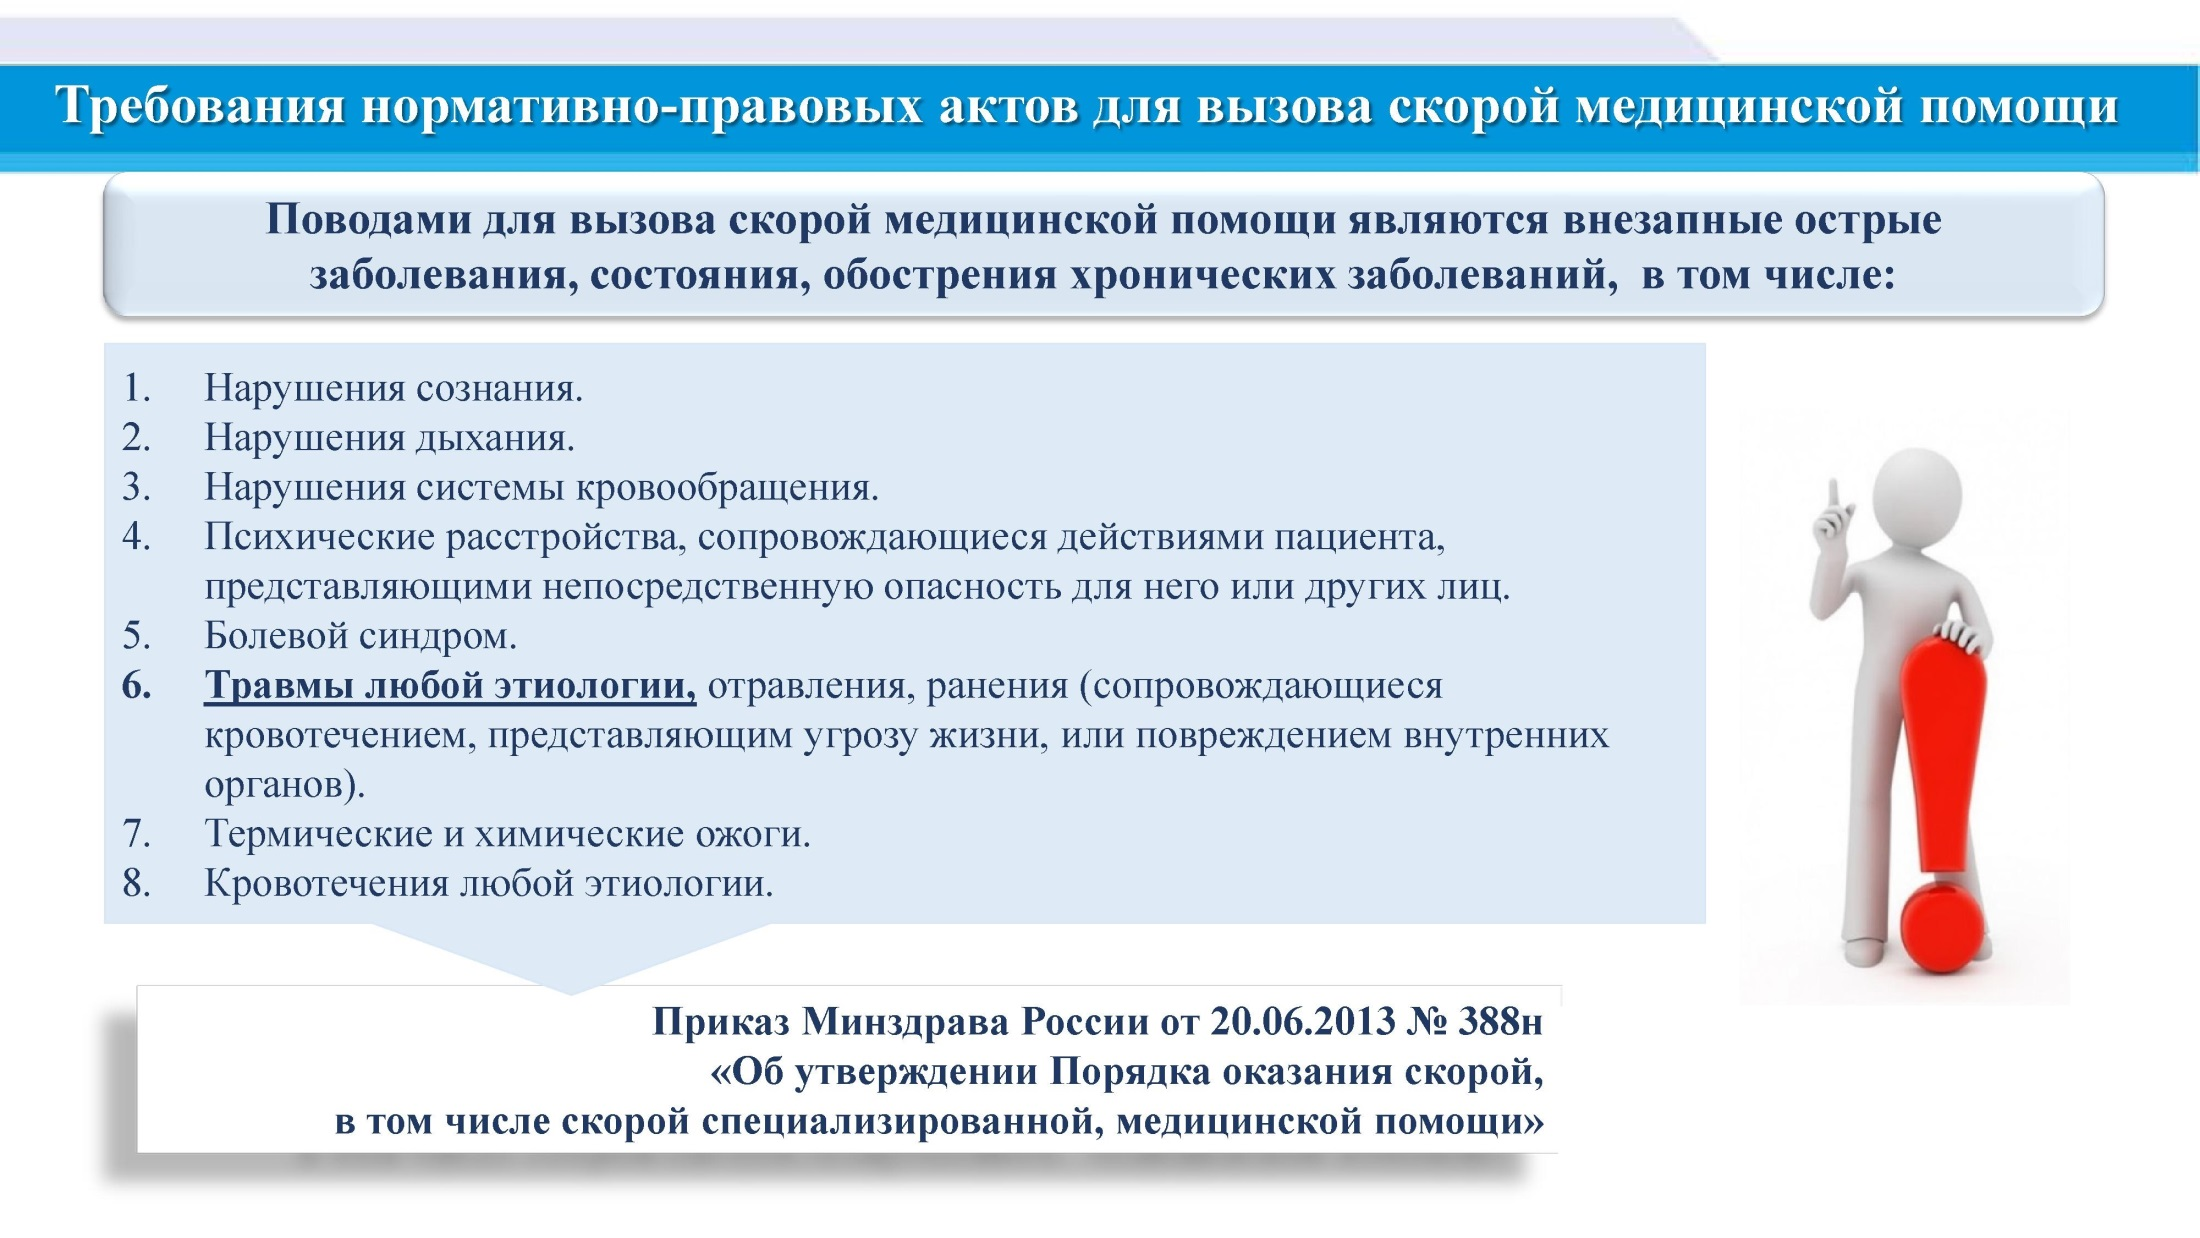 Требования нормативно-правовых актов для вызова скорой медицинской помощи
Поводами для вызова скорой медицинской помощи являются внезапные острые
заболевания, состояния, обострения хронических заболеваний, в том числе:
1. Нарушения сознания.
2. Нарушения дыхания.
3. Нарушения системы кровообращения.
4. Психические расстройства, сопровождающиеся действиями пациента,
представляющими непосредственную опасность для него или других лиц.
5. Болевой синдром.
6. Травмы любой этиологии, отравления, ранения (сопровождающиеся
кровотечением, представляющим угрозу жизни, или повреждением внутренних
органов).
7. Термические и химические ожоги.
8. Кровотечения любой этиологии.
Приказ Минздрава России от 20.06.2013 № 388н
«Об утверждении Порядка оказания скорой,
в том числе скорой специализированной, медицинской помощи»